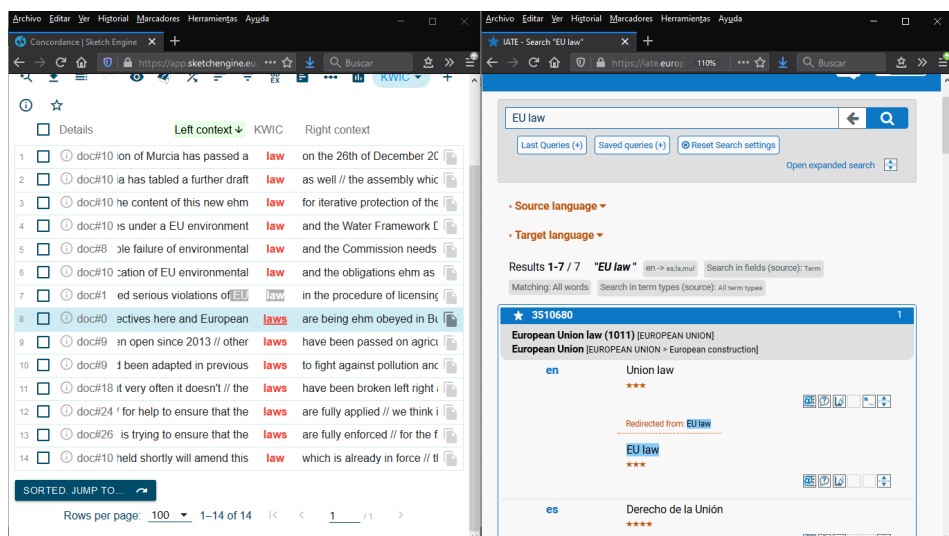 Archivo Editar Ver Historial Marcadores Herramientas Ayuda
Concordance | Sketch Engine
https://app.sketchengine.eu
Buscar
KWIC
Details Left context KWIC Right context
1 doc#10 ion of Murcia has passed a law on the 26th of December 20
2 doc#10 ia has tabled a further draft law as well // the assembly whic
3 doc#10 he content of this new ehm law for iterative protection of the
4 doc#10 es under a EU environment law and the Water Framework D
5 doc#8 ole failure of environmental law and the Commission needs
6 doc#10 cation of EU environmental law and the obligations ehm as
7 doc#1 ed serious violations of EU law in the procedure of licensing
8 doc#0 ectives here and European laws are being ehm obeyed in Bu
9 doc#9 en open since 2013 // other laws have been passed on agricu
10 doc#9 d been adapted in previous laws to fight against pollution and
11 doc#18 it very often it doesn't // the laws have been broken left right
12 doc#24 / for help to ensure that the laws are fully applied // we think i
13 doc#26 is trying to ensure that the laws are fully enforced // for the f
14 doc#10 held shortly will amend this law which is already in force // t
SORTED. JUMP TO...
Rows per page: 100 1–14 of 14 1 / 1
Archivo Editar Ver Historial Marcadores Herramientas Ayuda
IATE - Search "EU law"
https://iate.europ 110%
Buscar
EU law
Last Queries (+) Saved queries (+) Reset Search settings
Open expanded search
Source language
Target language
Results 1-7 / 7 "EU law" en -> es,la,mul Search in fields (source): Term
Matching: All words Search in term types (source): All term types
3510680 1
European Union law (1011) [EUROPEAN UNION]
European Union [EUROPEAN UNION > European construction]
en Union law
Redirected from: EU law
EU law
es Derecho de la Unión